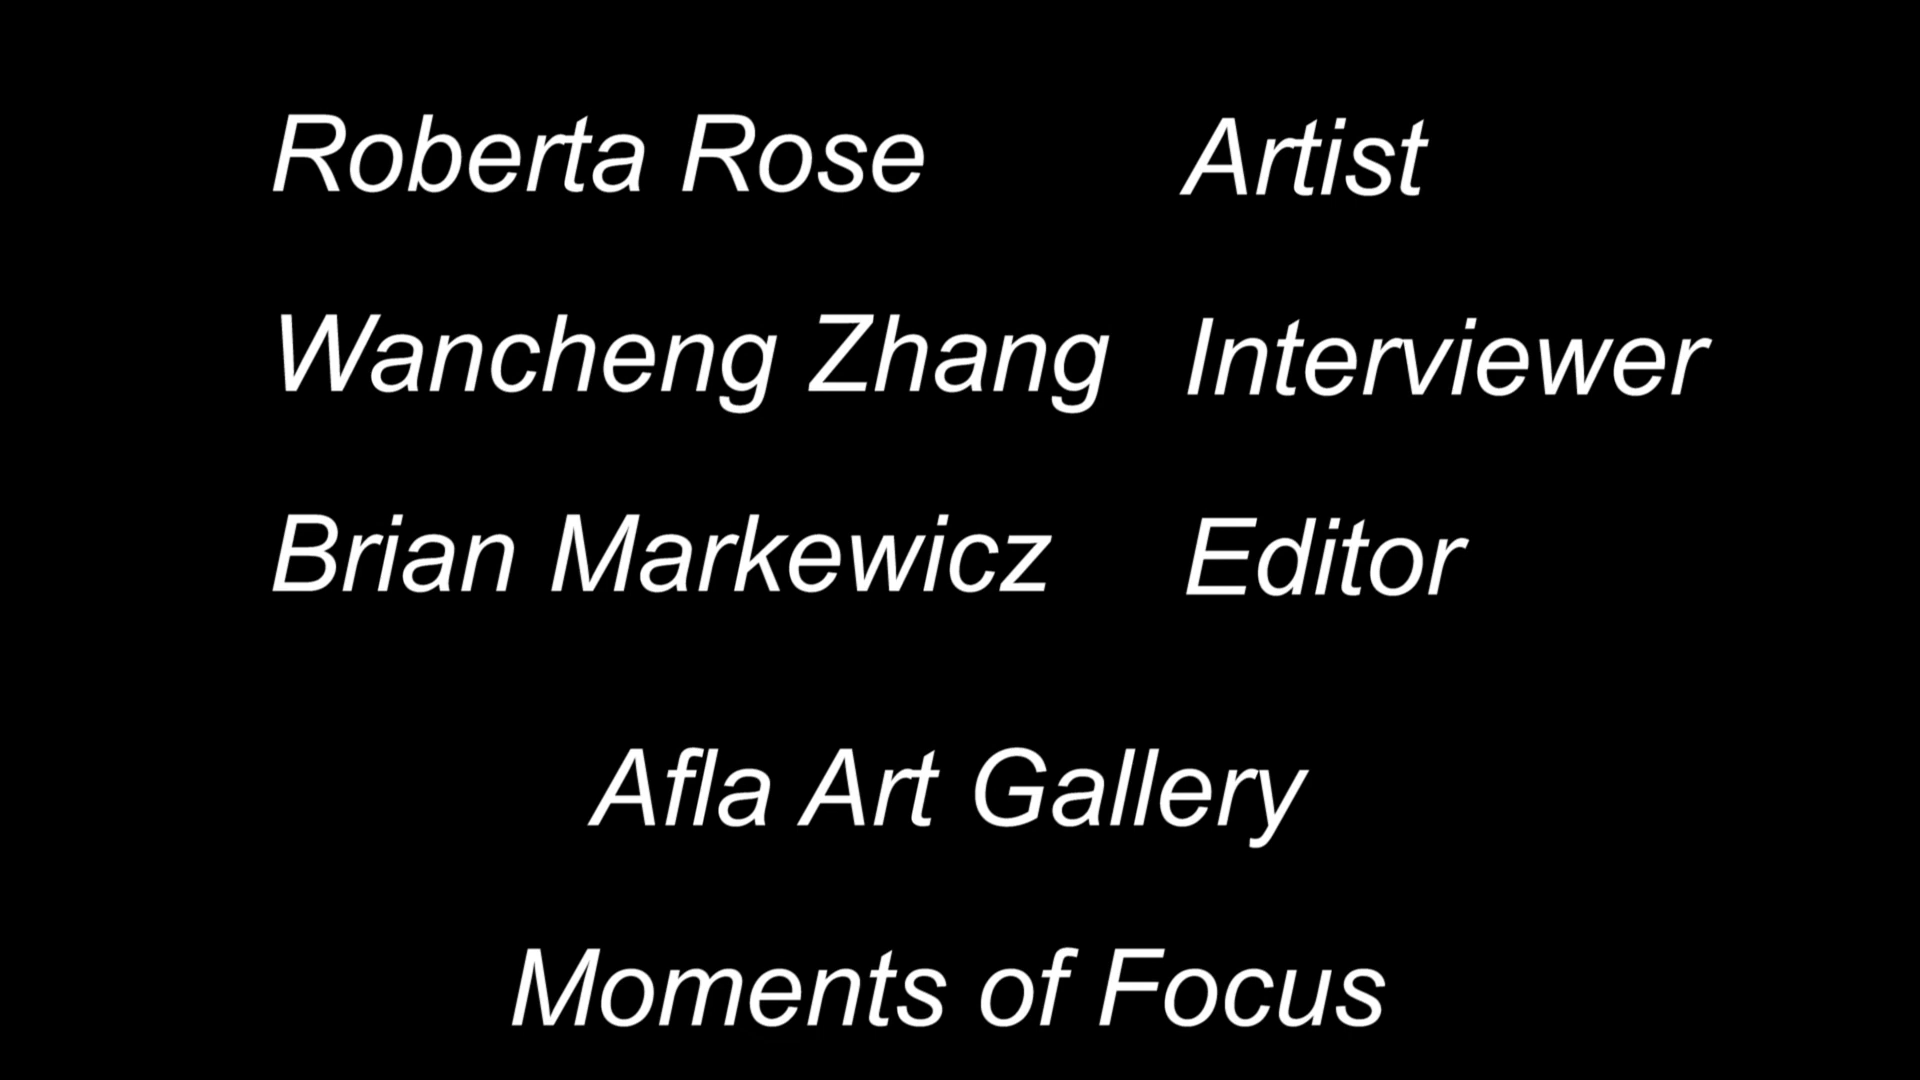 Roberta Rose Artist
Wancheng Zhang Interviewer
Brian Markewicz Editor
Afla Art Gallery
Moments of Focus